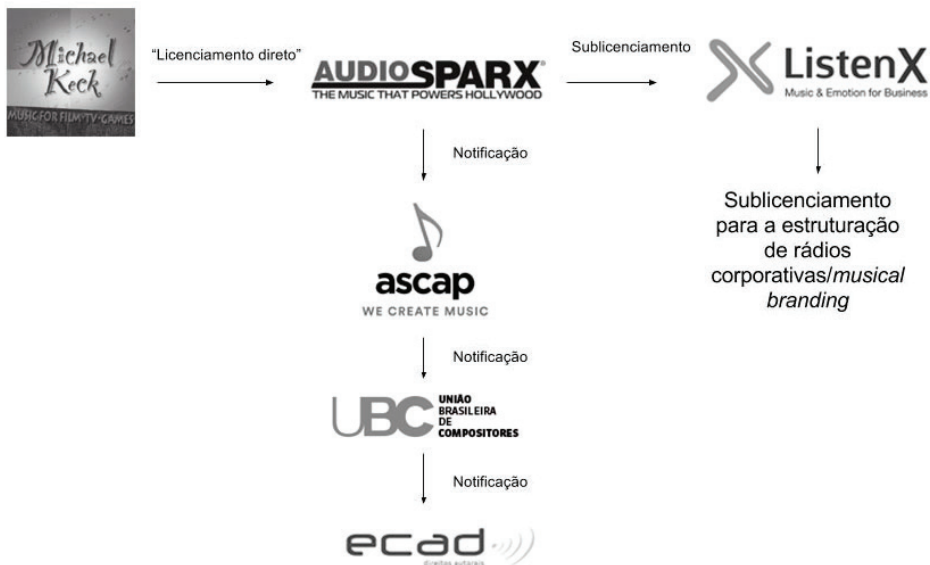 Michael
Keck
MUSIC FOR FILM•TV•GAMES
“Licenciamento direto”
AUDIOSPARX®
THE MUSIC THAT POWERS HOLLYWOOD
Sublicenciamento
ListenX
Music & Emotion for Business
Notificação
Sublicenciamento
para a estruturação
de rádios
corporativas/musical
branding
ascap
WE CREATE MUSIC
Notificação
UBC UNIÃO
BRASILEIRA
DE
COMPOSITORES
Notificação
ecad
direitos autorais